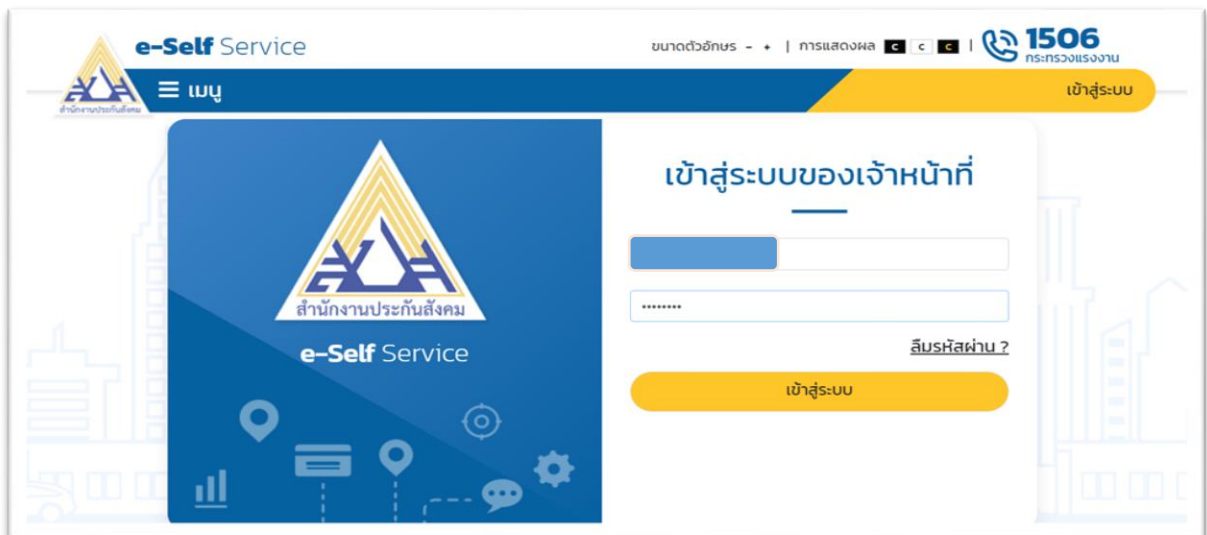 e-Self Service
ขนาดตัวอักษร - + | การแสดงผล C C C |
1506
กระทรวงแรงงาน
สำนักงานประกันสังคม
เมนู
เข้าสู่ระบบ
สำนักงานประกันสังคม
e-Self Service
เข้าสู่ระบบของเจ้าหน้าที่
........
ลืมรหัสผ่าน ?
เข้าสู่ระบบ